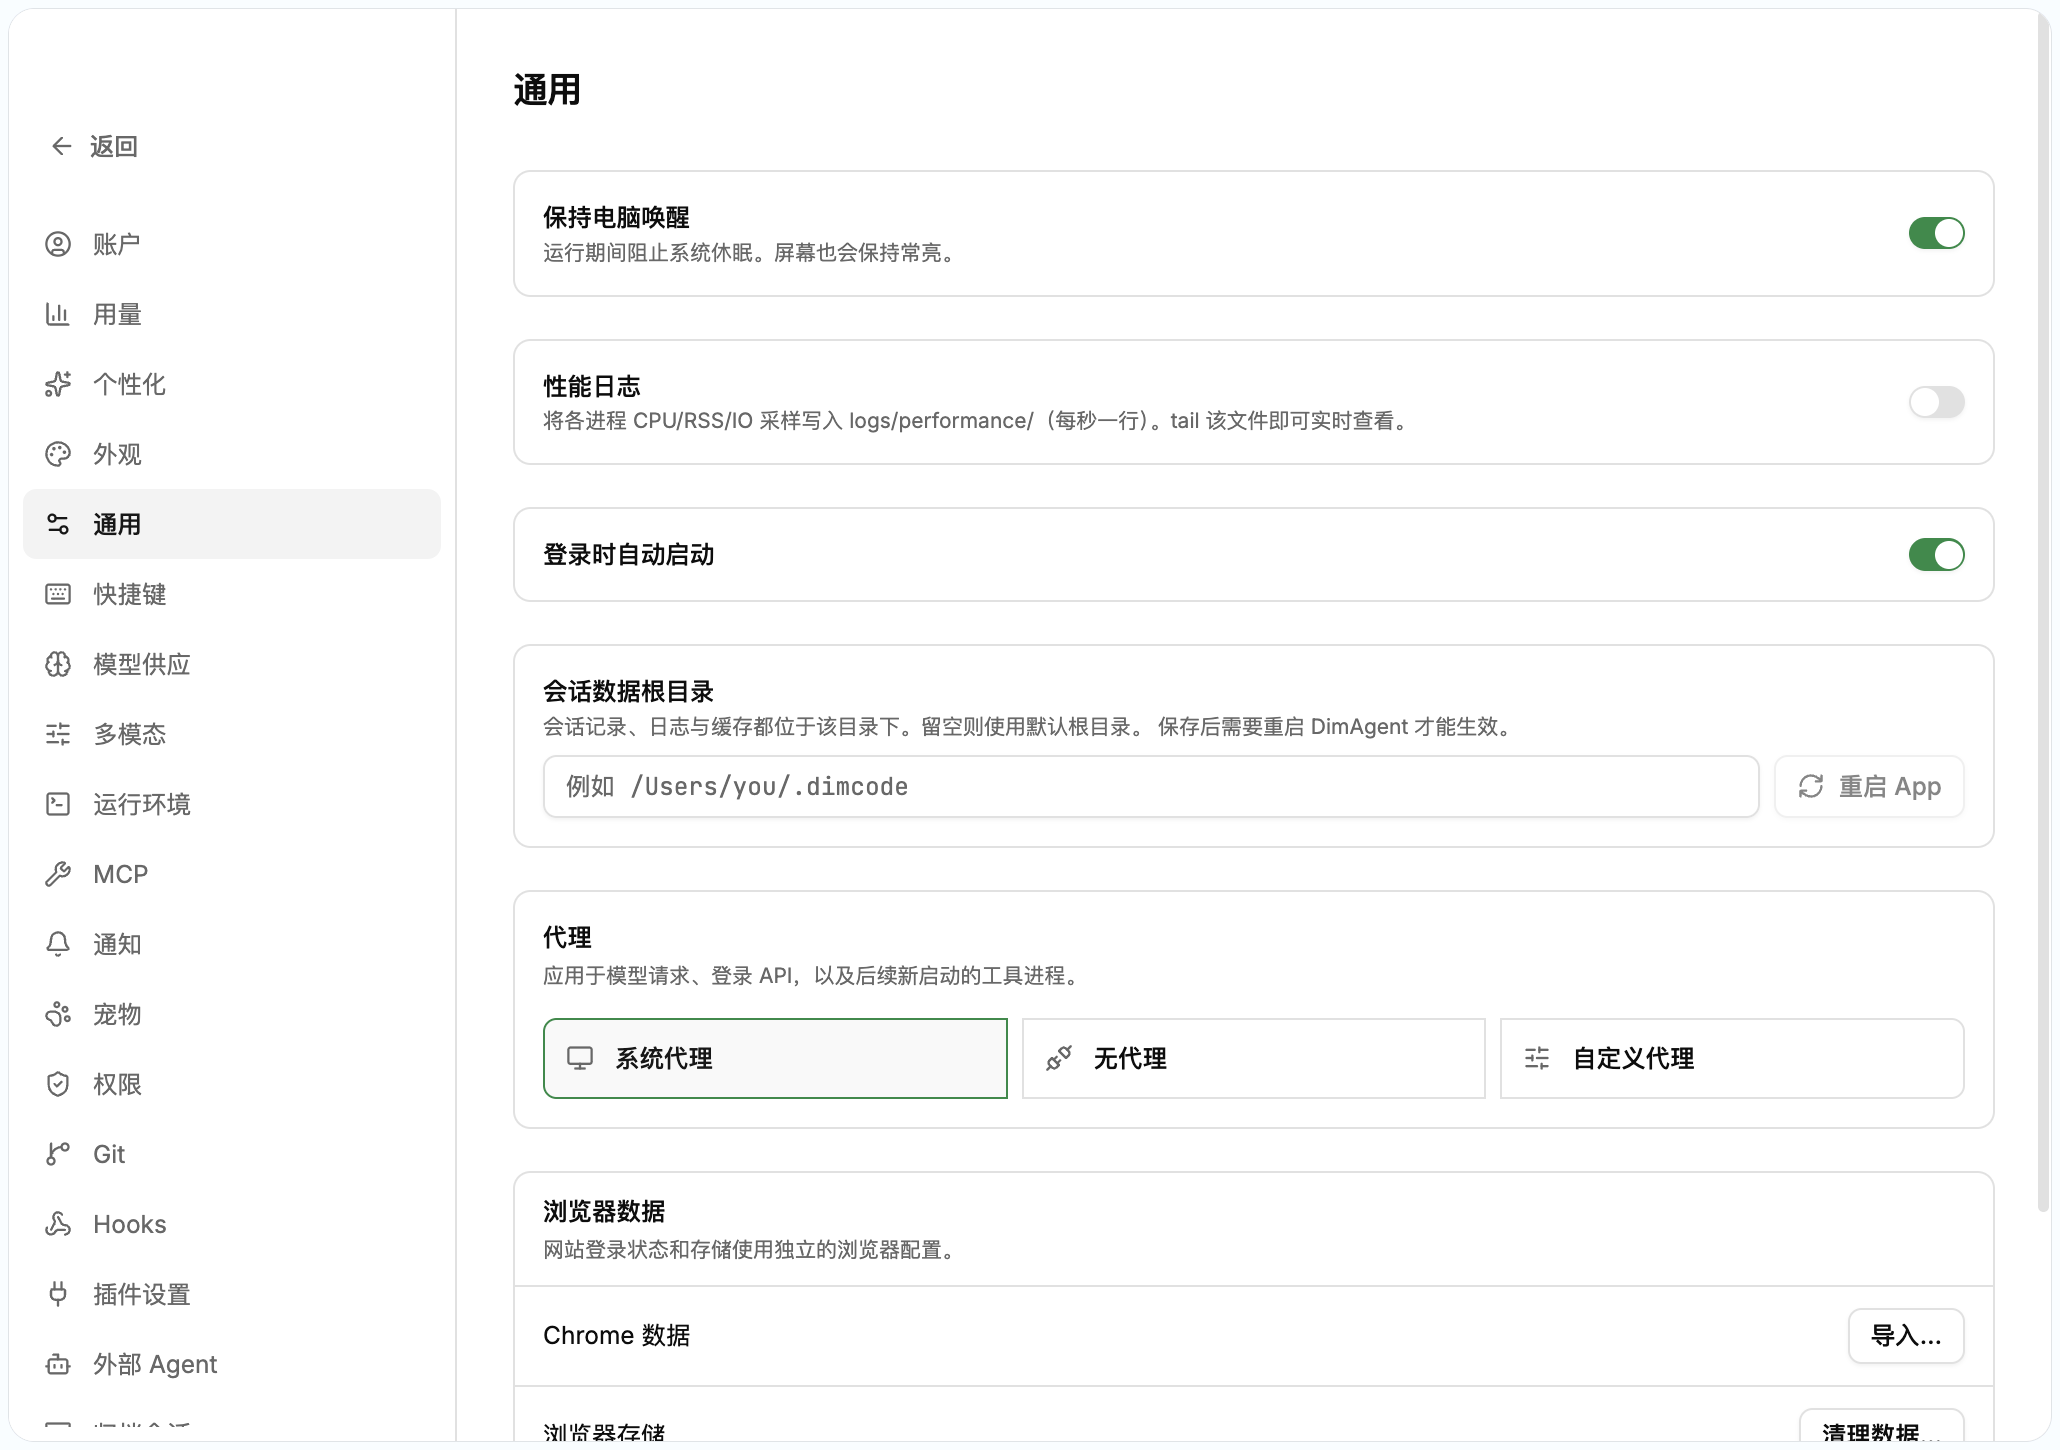 返回
账户
用量
个性化
外观
通用
快捷键
模型供应
多模态
运行环境
MCP
通知
宠物
权限
Git
Hooks
插件设置
外部 Agent
通用
保持电脑唤醒
运行期间阻止系统休眠。屏幕也会保持常亮。
性能日志
将各进程 CPU/RSS/IO 采样写入 logs/performance/（每秒一行）。tail 该文件即可实时查看。
登录时自动启动
会话数据根目录
会话记录、日志与缓存都位于该目录下。留空则使用默认根目录。 保存后需要重启 DimAgent 才能生效。
例如 /Users/you/.dimcode
重启 App
代理
应用于模型请求、登录 API，以及后续新启动的工具进程。
系统代理
无代理
自定义代理
浏览器数据
网站登录状态和存储使用独立的浏览器配置。
Chrome 数据
导入...
浏览器存储
清理数据...